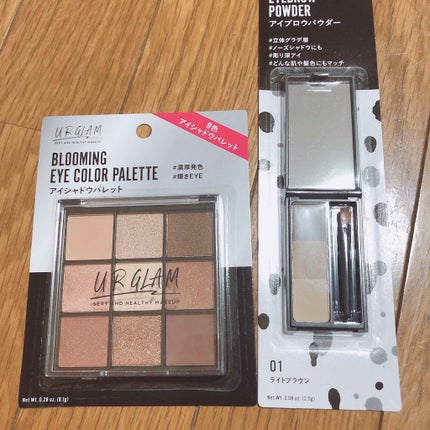 URGLAM
SEXY AND HEALTHY MAKEUP
9色
アイシャドウパレット
BLOOMING
EYE COLOR PALETTE
アイシャドウパレット
#濃厚発色
#輝きEYE
URGLAM
SEXY AND HEALTHY MAKEUP
Net Wt. 0.28 oz. (8.1g)
EYEBROW
POWDER
アイブロウパウダー
#立体グラデ眉
#ノーズシャドウにも
#彫り深アイ
#どんな肌や髪色にもマッチ
01
ライトブラウン